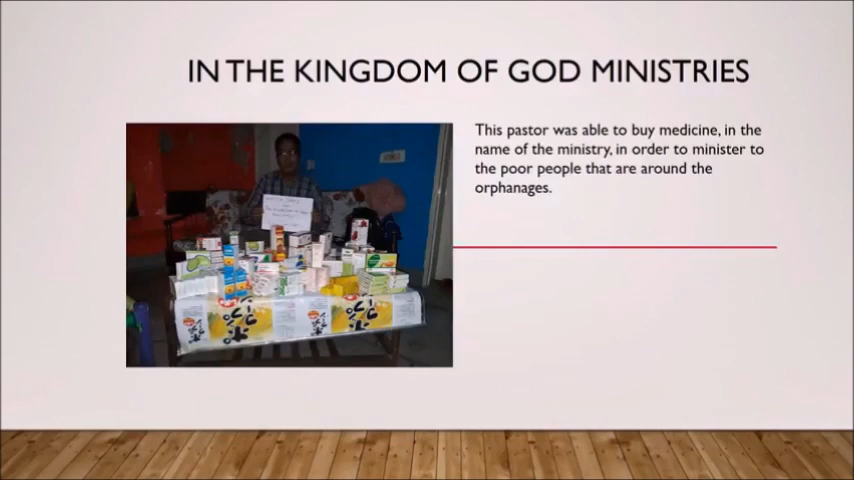 IN THE KINGDOM OF GOD MINISTRIES
This pastor was able to buy medicine, in the
name of the ministry, in order to minister to
the poor people that are around the
orphanages.